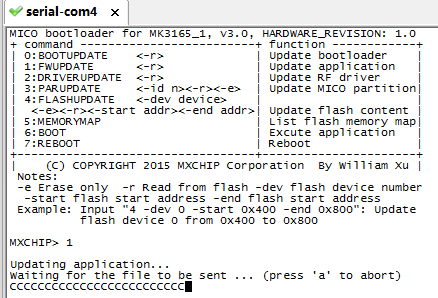 serial-com4
MICO bootloader for MK3165_1, v3.0, HARDWARE_REVISION: 1.0
+ command -------------------------+ function ------------+
| 0:BOOTUPDATE    <-r>             | Update bootloader    |
| 1:FWUPDATE      <-r>             | Update application   |
| 2:DRIVERUPDATE  <-r>             | Update RF driver     |
| 3:PARUPDATE     <-id n><-r><-e>  | Update MICO partition|
| 4:FLASHUPDATE   <-dev device>    |                      |
|  <-e><-r><-start addr><-end addr>| Update flash content |
| 5:MEMORYMAP                      | List flash memory map|
| 6:BOOT                           | Excute application   |
| 7:REBOOT                         | Reboot               |
+----------------------------------+----------------------+
|    (C) COPYRIGHT 2015 MXCHIP Corporation  By William Xu |
 Notes:
 -e Erase only  -r Read from flash -dev flash device number
  -start flash start address -end flash start address
 Example: Input "4 -dev 0 -start 0x400 -end 0x800": Update
          flash device 0 from 0x400 to 0x800
MXCHIP> 1
Updating application...
Waiting for the file to be sent ... (press 'a' to abort)
CCCCCCCCCCCCCCCCCCCCCCCCCCC